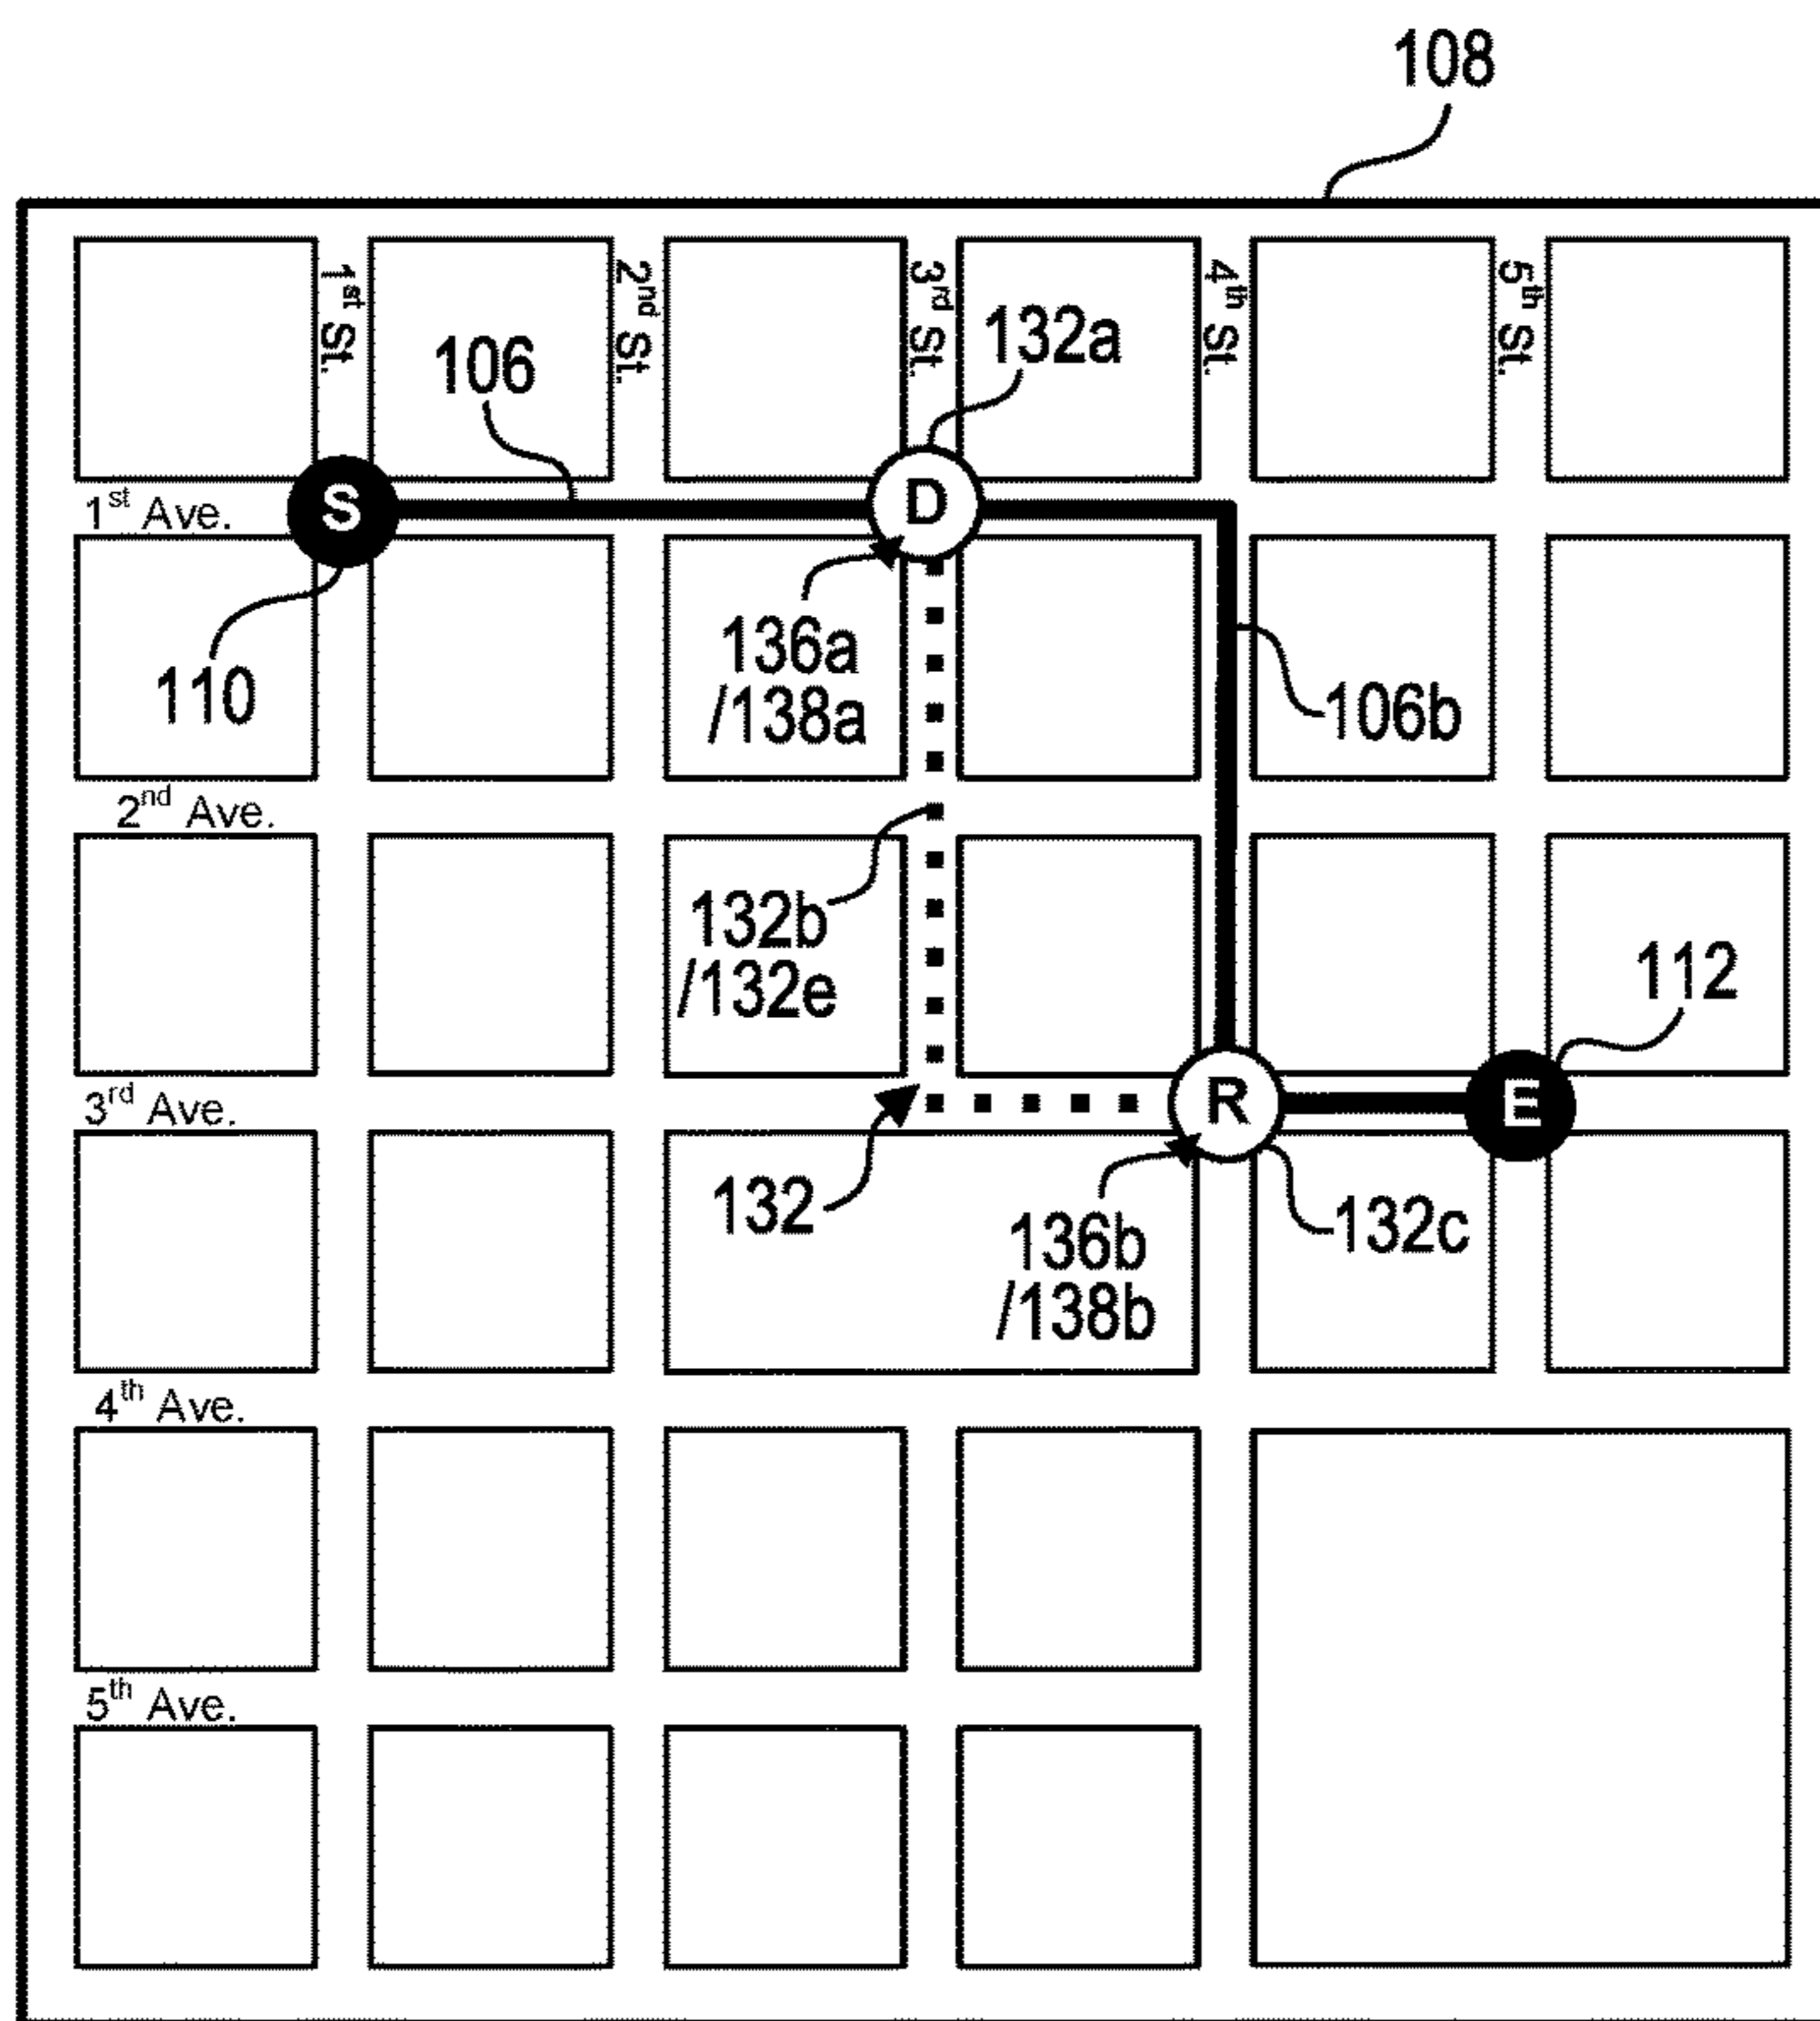 108
1st St.
2nd St.
3rd St.
4th St.
5th St.
132a
106
1st Ave.
S
D
136a
/138a
110
106b
2nd Ave.
132b
/132e
112
3rd Ave.
R
E
132
136b
/138b
132c
4th Ave.
5th Ave.